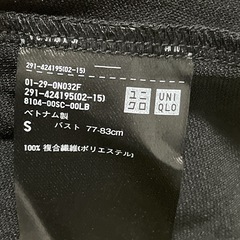 291-424195(02-15)
01-29-0N032F
291-424195(02-15)
8104-00SC-00LB
ユニクロ
UNIQLO
ベトナム製
S バスト 77-83cm
100% 複合繊維(ポリエステル)